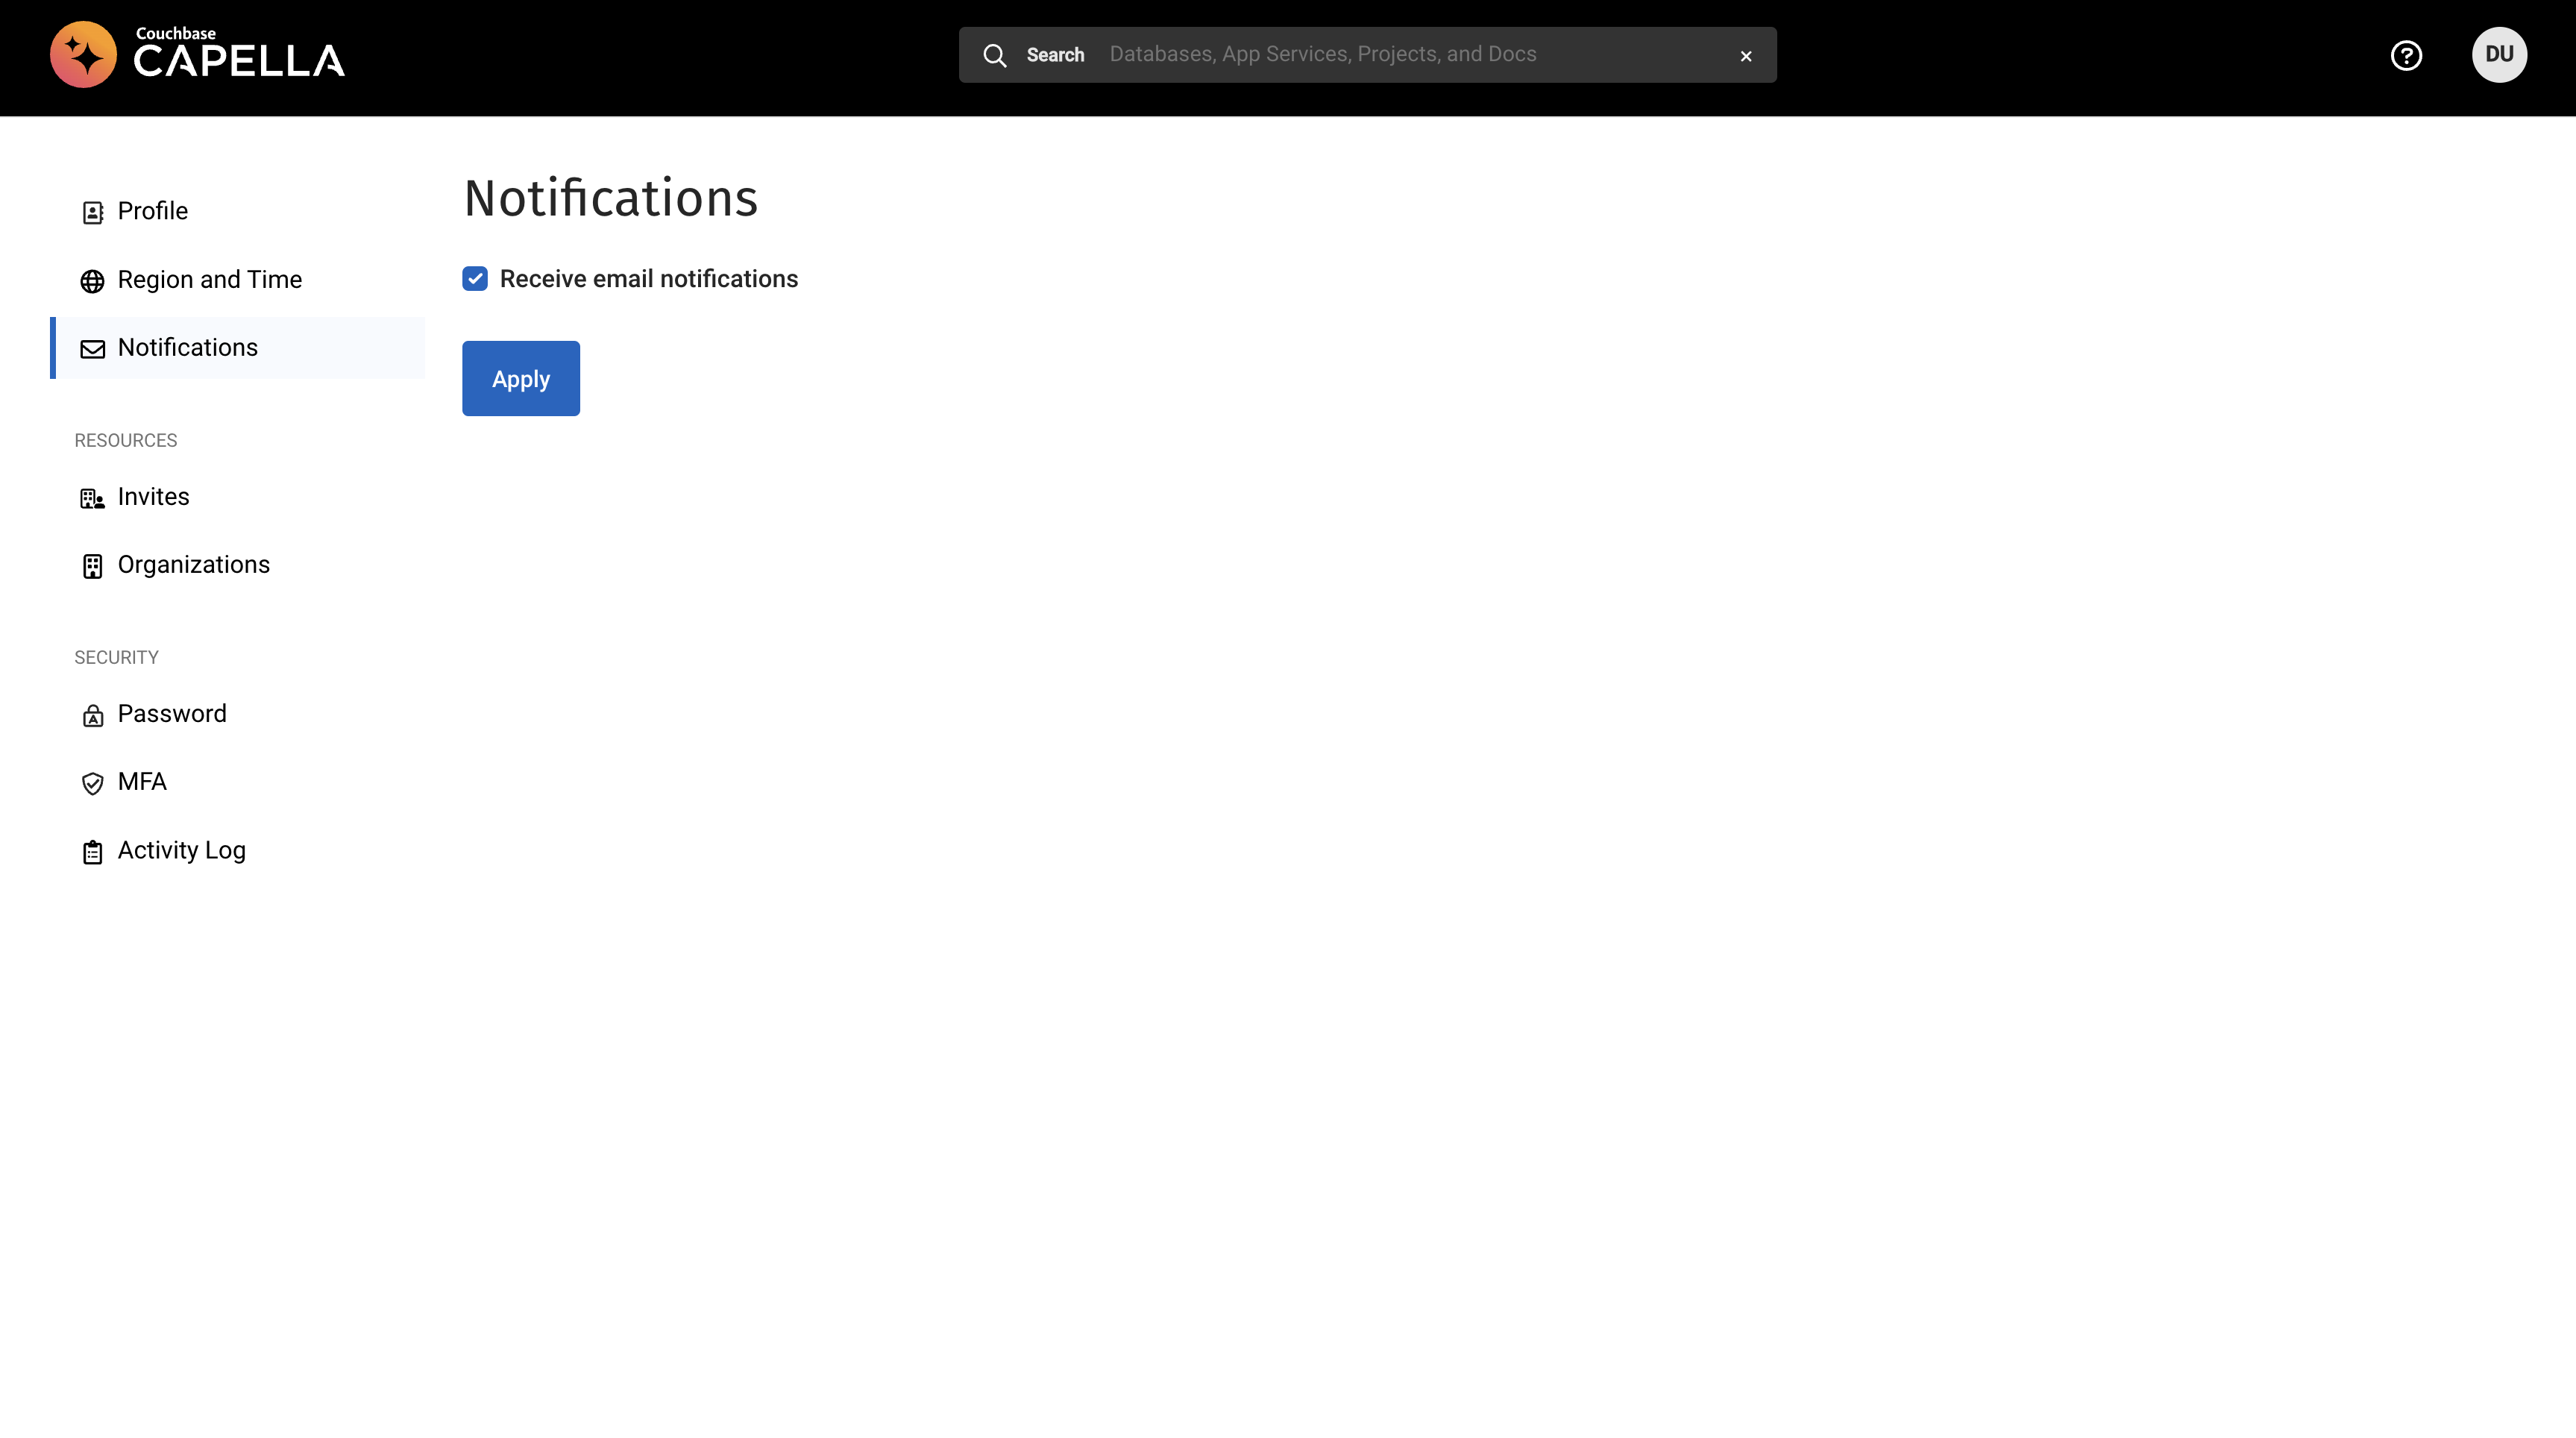 Couchbase
CAPELLA
Search Databases, App Services, Projects, and Docs
DU
Profile
Region and Time
Notifications
RESOURCES
Invites
Organizations
SECURITY
Password
MFA
Activity Log
Notifications
Receive email notifications
Apply